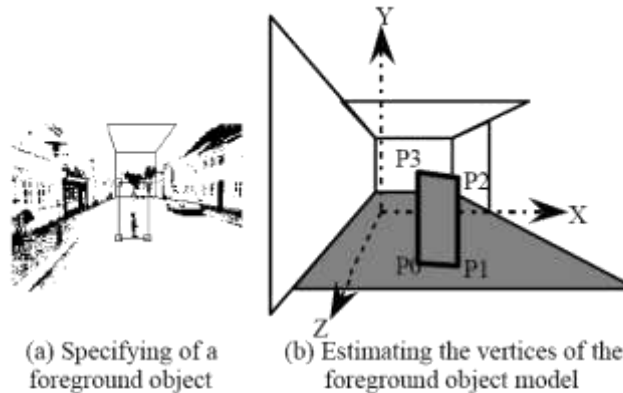 Y
P3
P2
X
P0
P1
Z
(a) Specifying of a
foreground object
(b) Estimating the vertices of the
foreground object model